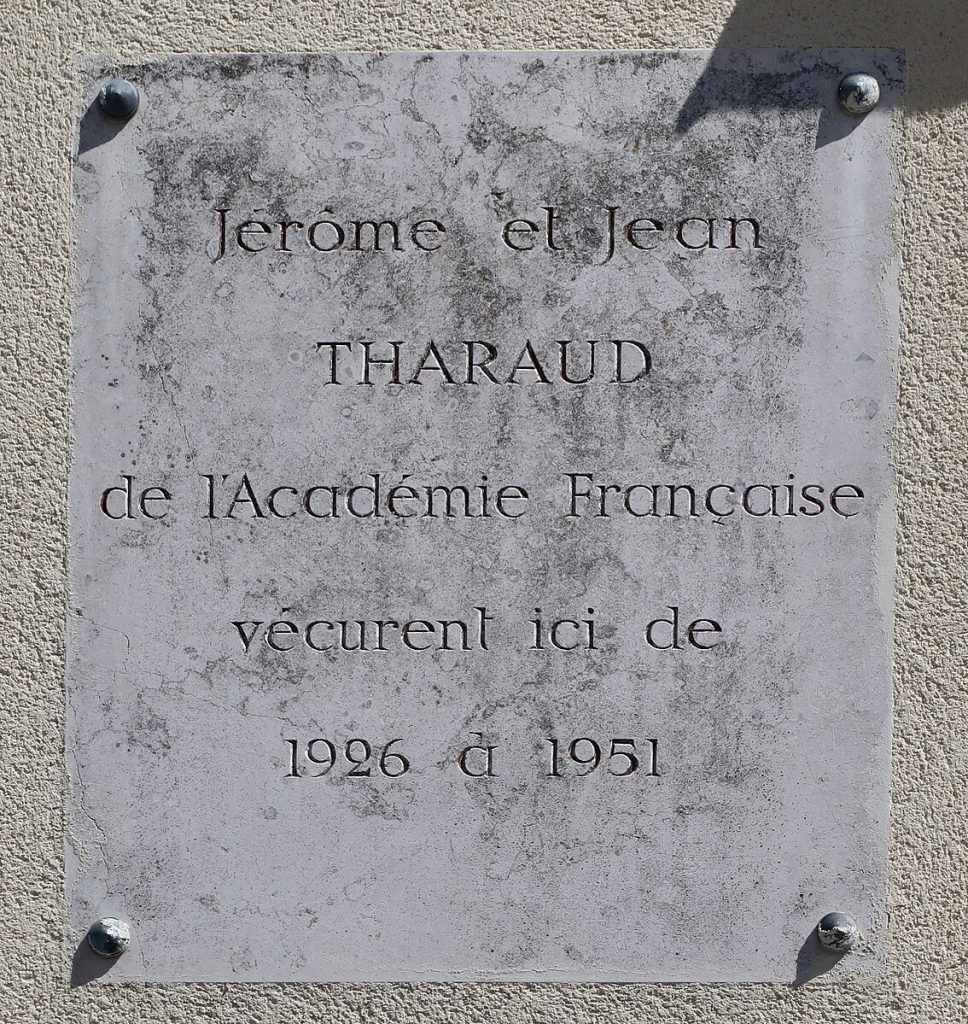 Jérôme et Jean
THARAUD
de l'Académie Française
vécurent ici de
1926 à 1951